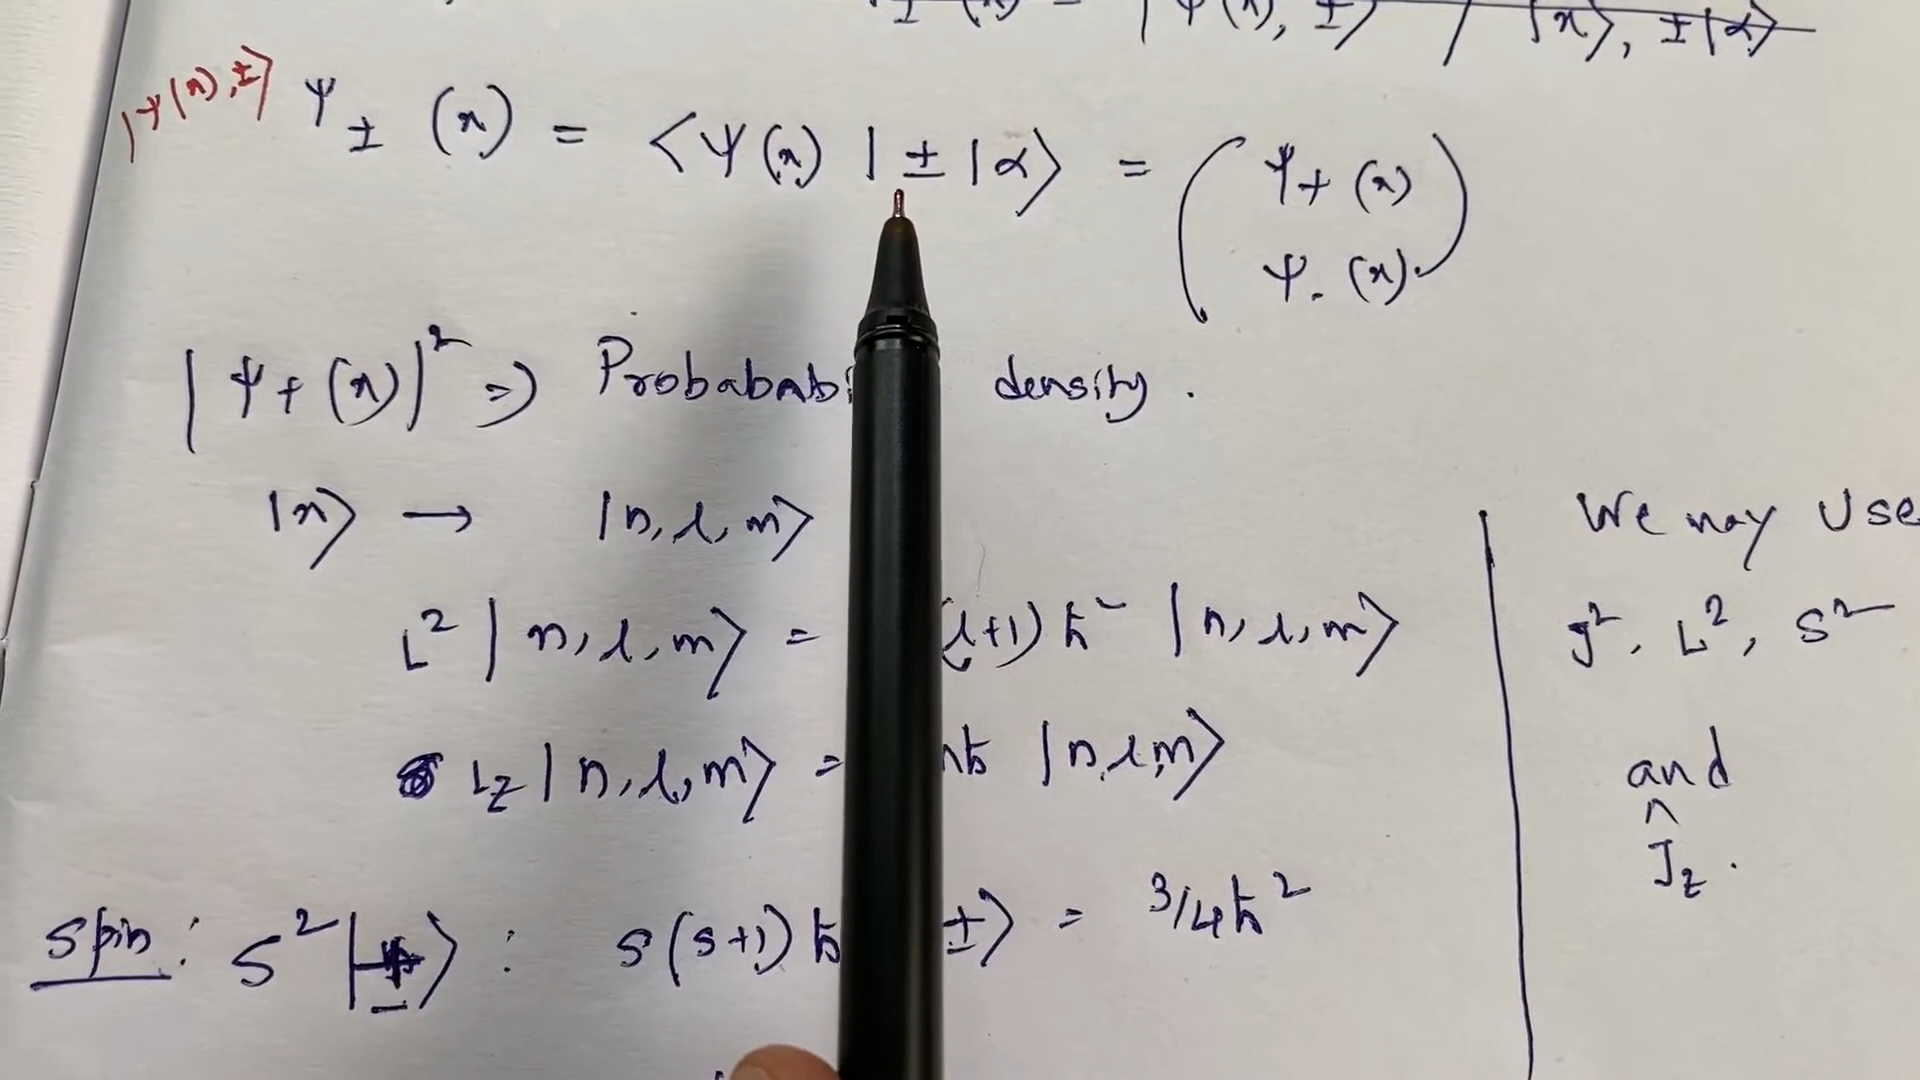 |ψ(x), ±⟩ / |x⟩, ± |α⟩
|ψ(x), ±⟩
ψ± (x) = ⟨ψ(x) | ± | α⟩ = ( ψ+ (x) ψ- (x) )
|ψ+ (x)|² ⇒ Probabab density.
|x⟩ → |n, l, m⟩
L² | n, l, m⟩ = (l+1) ħ² | n, l, m⟩
Lz | n, l, m⟩ = ħ | n, l, m⟩
Spin : S² |±⟩ : s(s+1) ħ ±⟩ = 3/4 ħ²
We may Use
J², L², S²
and
^
Jz.